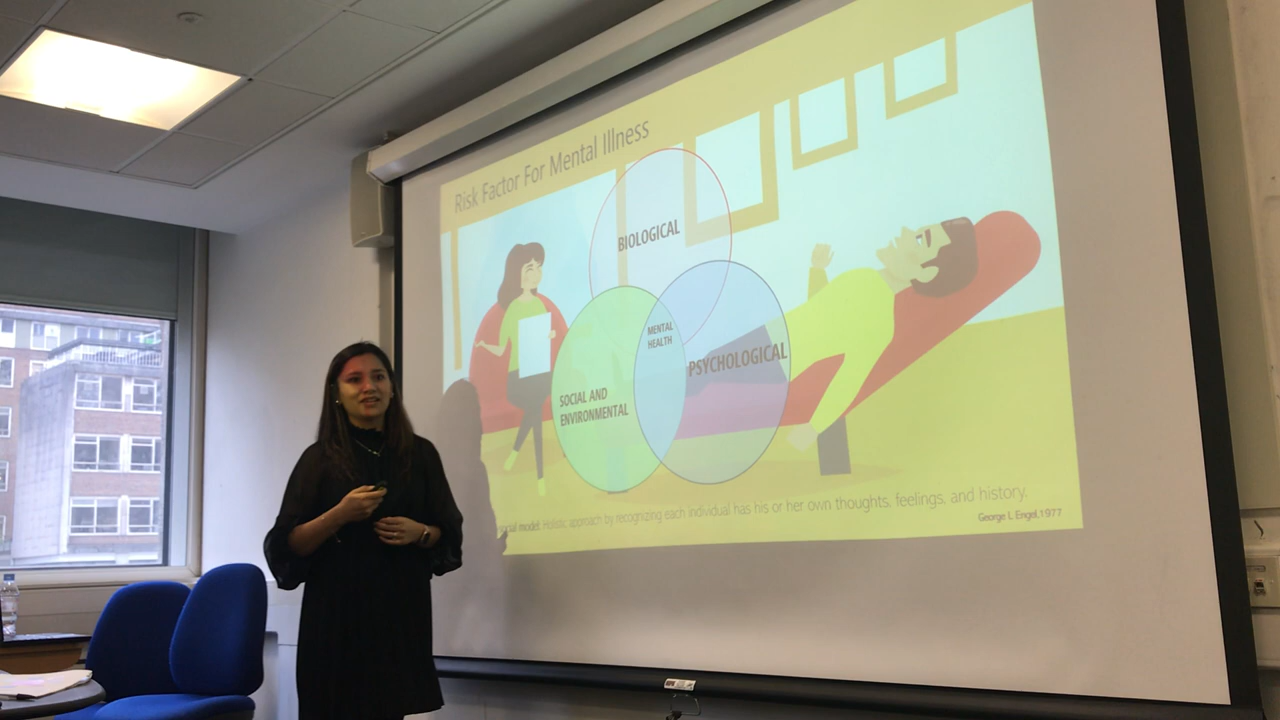 Risk Factor For Mental Illness
BIOLOGICAL
MENTAL
HEALTH
PSYCHOLOGICAL
SOCIAL AND
ENVIRONMENTAL
social model: Holistic approach by recognizing each individual has his or her own thoughts, feelings, and history.
George L Engel,1977